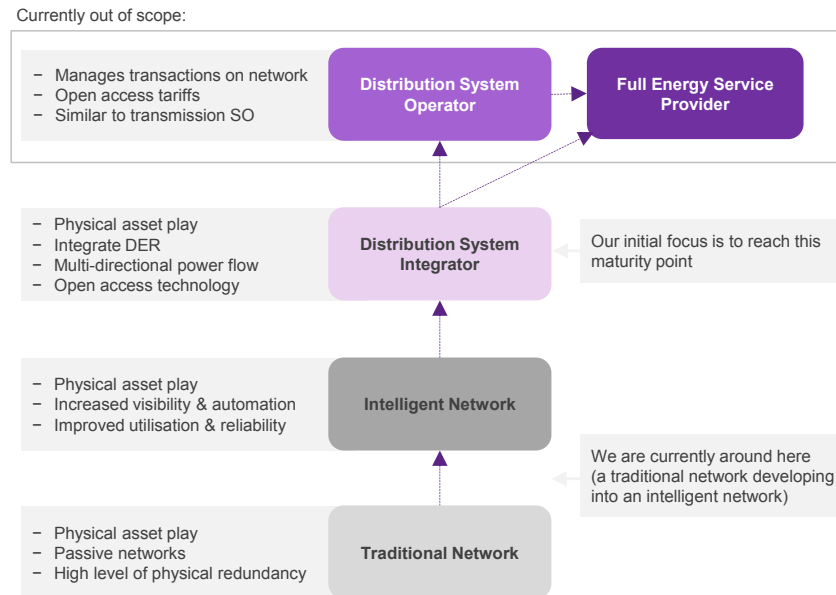 Currently out of scope:
− Manages transactions on network
− Open access tariffs
− Similar to transmission SO
Distribution System
Operator
Full Energy Service
Provider
− Physical asset play
− Integrate DER
− Multi-directional power flow
− Open access technology
Distribution System
Integrator
Our initial focus is to reach this
maturity point
− Physical asset play
− Increased visibility & automation
− Improved utilisation & reliability
Intelligent Network
We are currently around here
(a traditional network developing
into an intelligent network)
− Physical asset play
− Passive networks
− High level of physical redundancy
Traditional Network